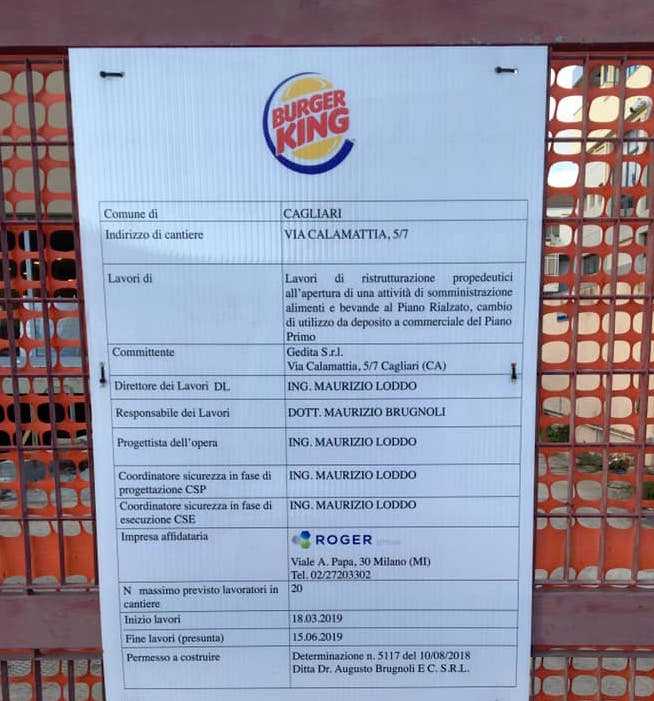 BURGER
KING
Comune di CAGLIARI
Indirizzo di cantiere VIA CALAMATTIA, 5/7
Lavori di Lavori di ristrutturazione propedeutici
all'apertura di una attività di somministrazione
alimenti e bevande al Piano Rialzato, cambio
di utilizzo da deposito a commerciale del Piano
Primo
Committente Gedita S.r.l.
Via Calamattia, 5/7 Cagliari (CA)
Direttore dei Lavori DL ING. MAURIZIO LODDO
Responsabile dei Lavori DOTT. MAURIZIO BRUGNOLI
Progettista dell'opera ING. MAURIZIO LODDO
Coordinatore sicurezza in fase di ING. MAURIZIO LODDO
progettazione CSP
Coordinatore sicurezza in fase di ING. MAURIZIO LODDO
esecuzione CSE
Impresa affidataria ROGER
Viale A. Papa, 30 Milano (MI)
Tel. 02/27203302
N massimo previsto lavoratori in 20
cantiere
Inizio lavori 18.03.2019
Fine lavori (presunta) 15.06.2019
Permesso a costruire Determinazione n. 5117 del 10/08/2018
Ditta Dr. Augusto Brugnoli E C. S.R.L.